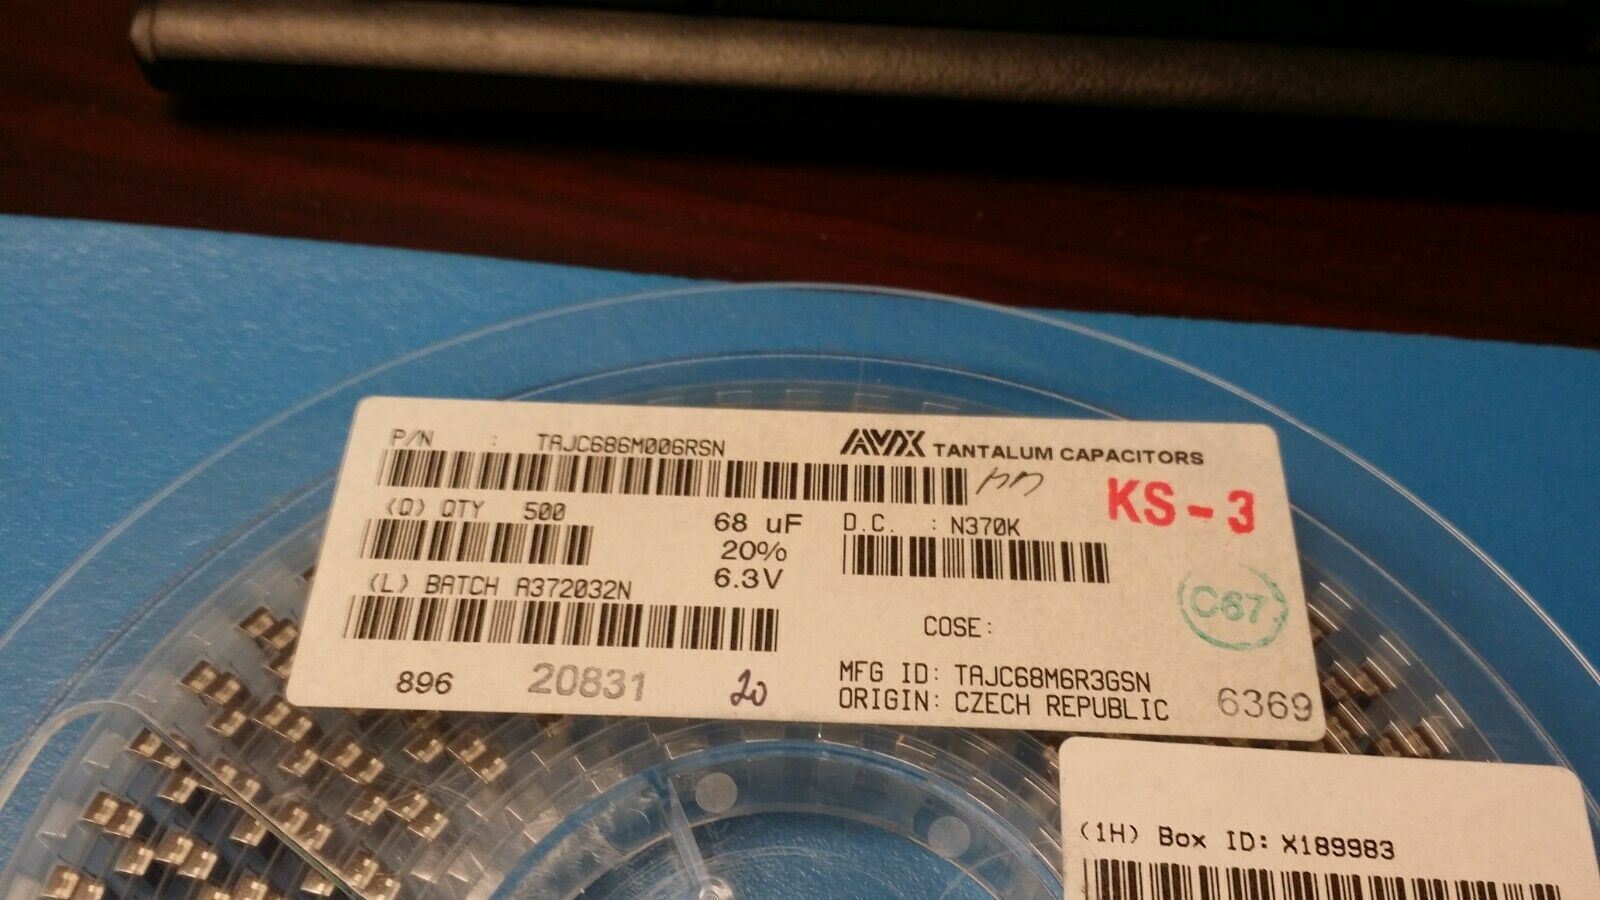 P/N : TAJC686M006RSN
AVX TANTALUM CAPACITORS
KS-3
(Q) QTY 500
68 uF
20%
6.3V
D.C. : N370K
(L) BATCH A372032N
C67
COSE:
896
20831
20
MFG ID: TAJC68M6R3GSN
ORIGIN: CZECH REPUBLIC
6369
(1H) Box ID: X189983